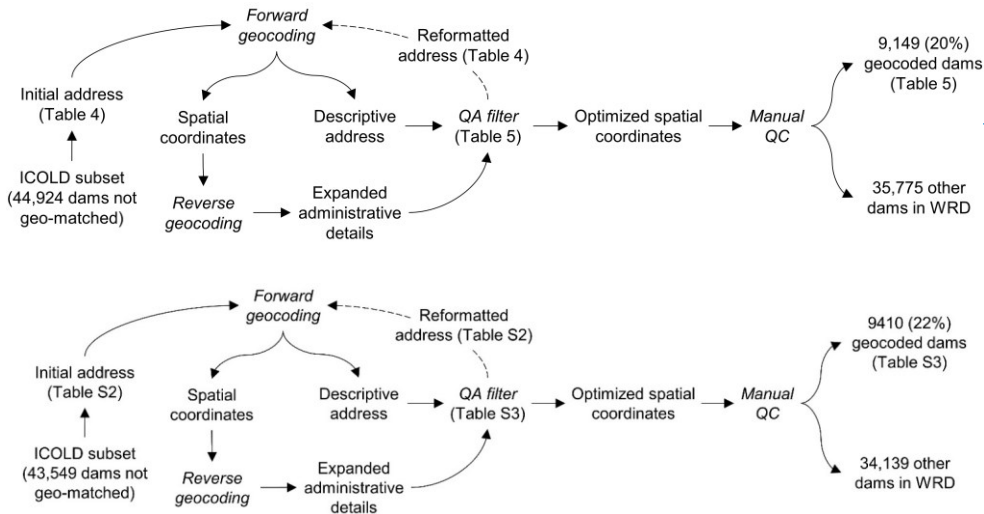 Forward
geocoding
Reformatted
address (Table 4)
Initial address
(Table 4)
ICOLD subset
(44,924 dams not
geo-matched)
Spatial
coordinates
Reverse
geocoding
Descriptive
address
Expanded
administrative
details
QA filter
(Table 5)
Optimized spatial
coordinates
Manual
QC
9,149 (20%)
geocoded dams
(Table 5)
35,775 other
dams in WRD
Forward
geocoding
Reformatted
address (Table S2)
Initial address
(Table S2)
ICOLD subset
(43,549 dams not
geo-matched)
Spatial
coordinates
Reverse
geocoding
Descriptive
address
Expanded
administrative
details
QA filter
(Table S3)
Optimized spatial
coordinates
Manual
QC
9410 (22%)
geocoded dams
(Table S3)
34,139 other
dams in WRD